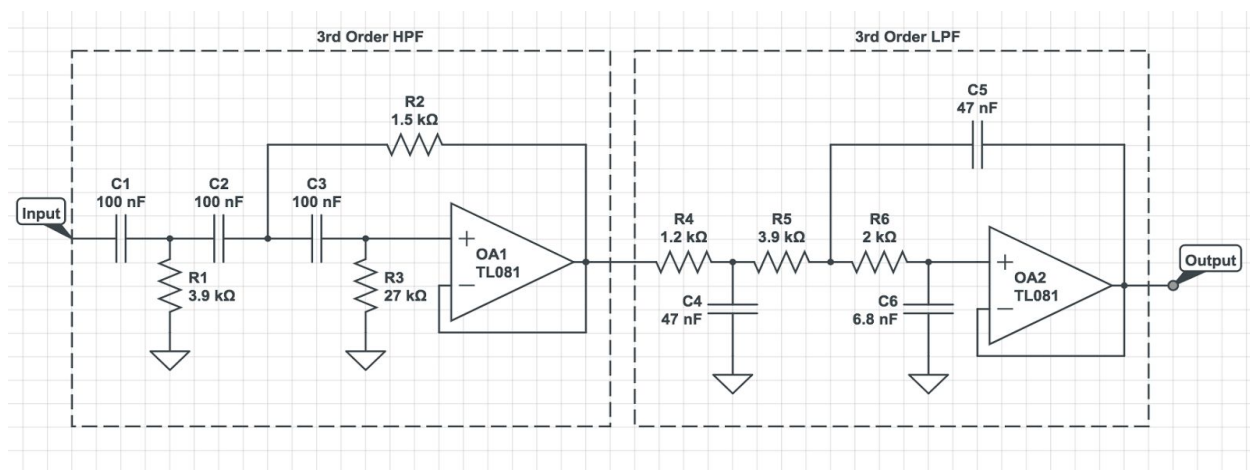 3rd Order HPF
3rd Order LPF
R2
1.5 kΩ
C5
47 nF
C1
100 nF
C2
100 nF
C3
100 nF
Input
R1
3.9 kΩ
R3
27 kΩ
+
OA1
TL081
−
R4
1.2 kΩ
R5
3.9 kΩ
R6
2 kΩ
C4
47 nF
C6
6.8 nF
+
OA2
TL081
−
Output